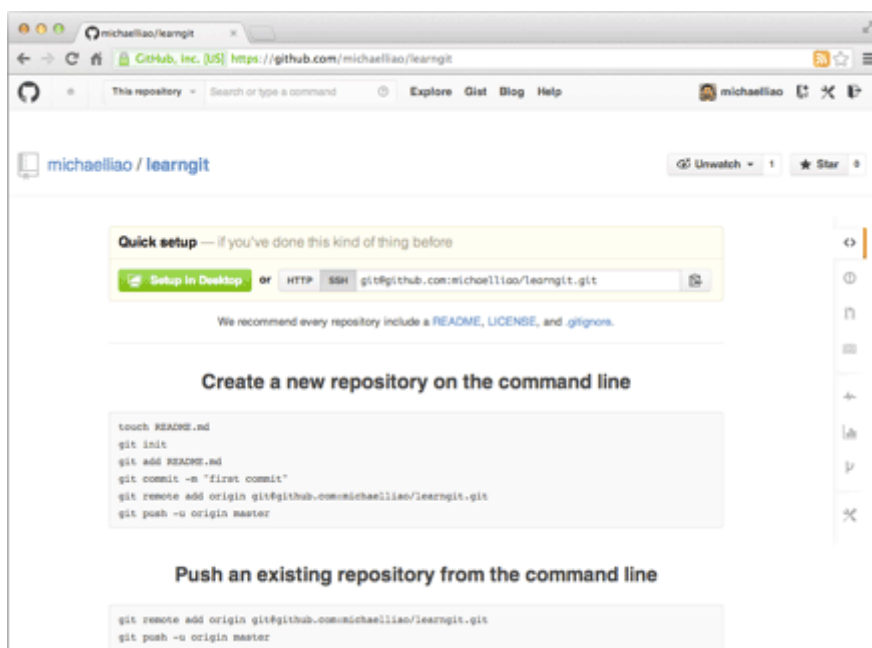 michaelliao/learngit
GitHub, Inc. [US] https://github.com/michaelliao/learngit
This repository Search or type a command Explore Gist Blog Help michaelliao
michaelliao / learngit Unwatch 1 Star 0
Quick setup — if you've done this kind of thing before
Setup in Desktop or HTTP SSH git@github.com:michaelliao/learngit.git
We recommend every repository include a README, LICENSE, and .gitignore.
Create a new repository on the command line
touch README.md
git init
git add README.md
git commit -m "first commit"
git remote add origin git@github.com:michaelliao/learngit.git
git push -u origin master
Push an existing repository from the command line
git remote add origin git@github.com:michaelliao/learngit.git
git push -u origin master